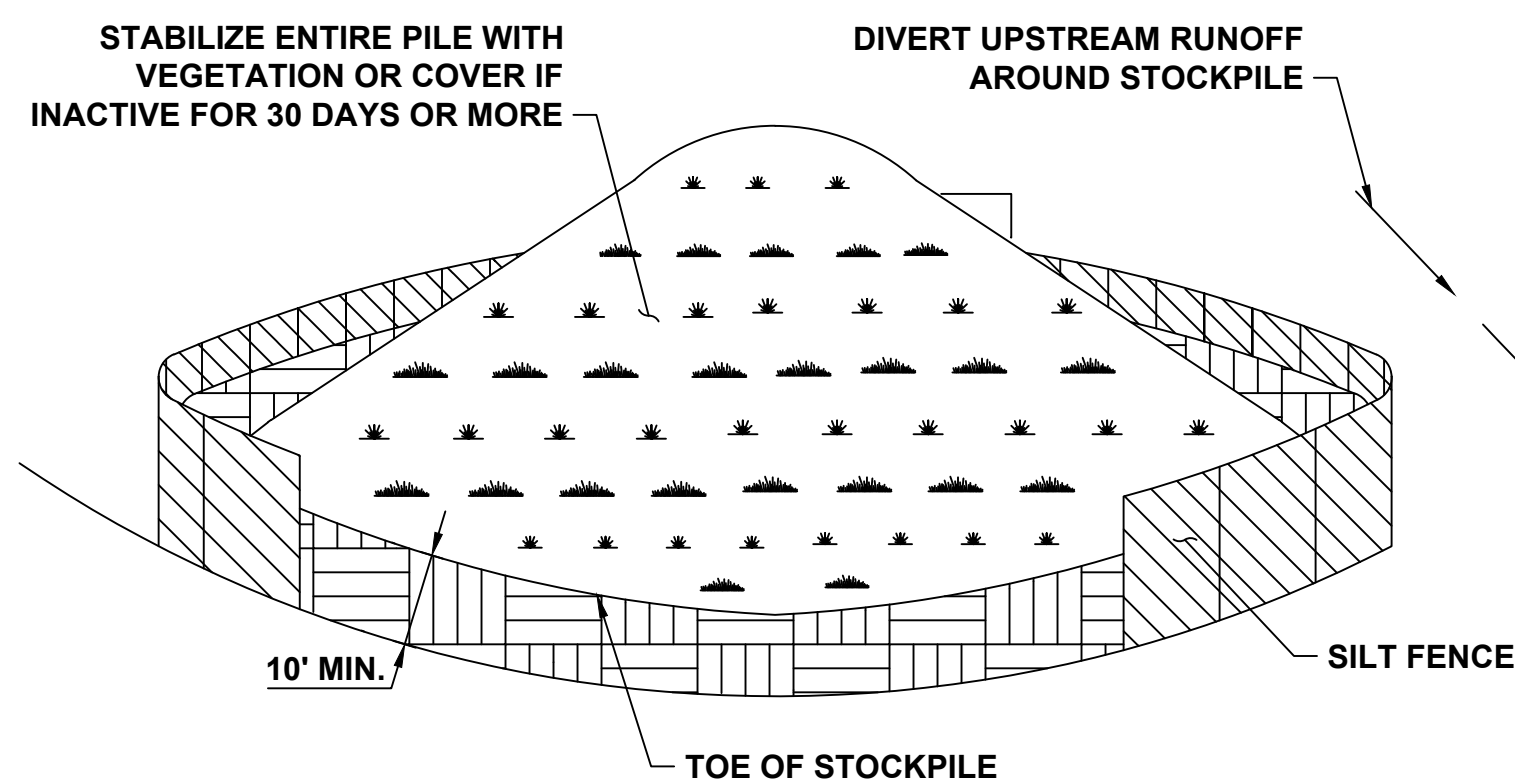 STABILIZE ENTIRE PILE WITH
VEGETATION OR COVER IF
INACTIVE FOR 30 DAYS OR MORE
DIVERT UPSTREAM RUNOFF
AROUND STOCKPILE
10' MIN.
SILT FENCE
TOE OF STOCKPILE